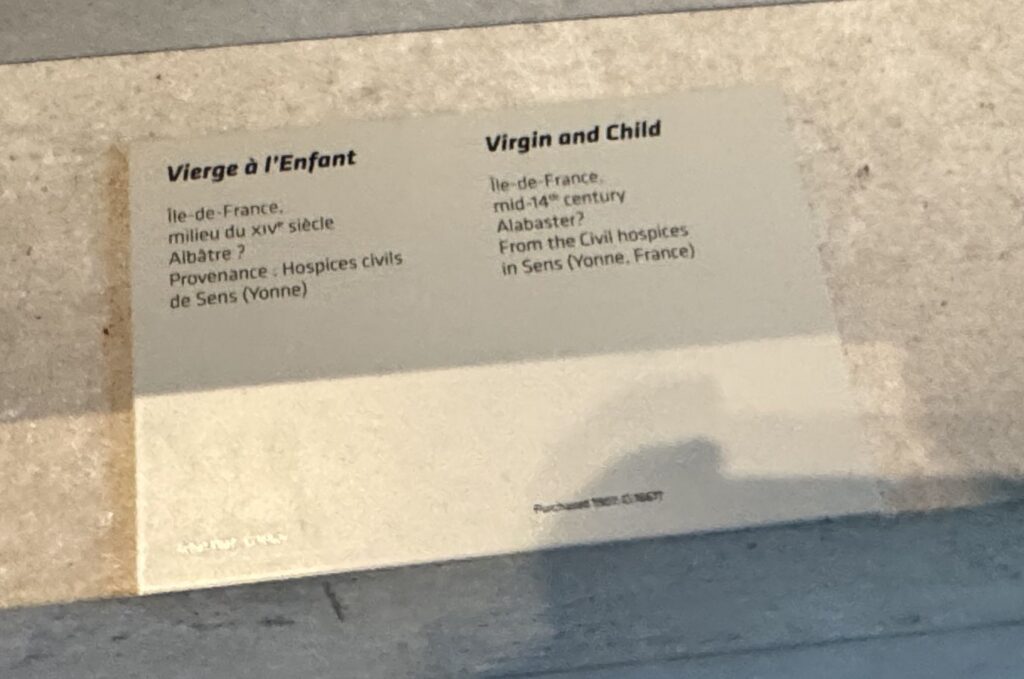 Vierge à l'Enfant
Île-de-France,
milieu du XIVe siècle
Albâtre ?
Provenance : Hospices civils
de Sens (Yonne)
Virgin and Child
Île-de-France,
mid-14th century
Alabaster?
From the Civil hospices
in Sens (Yonne, France)
Purchased